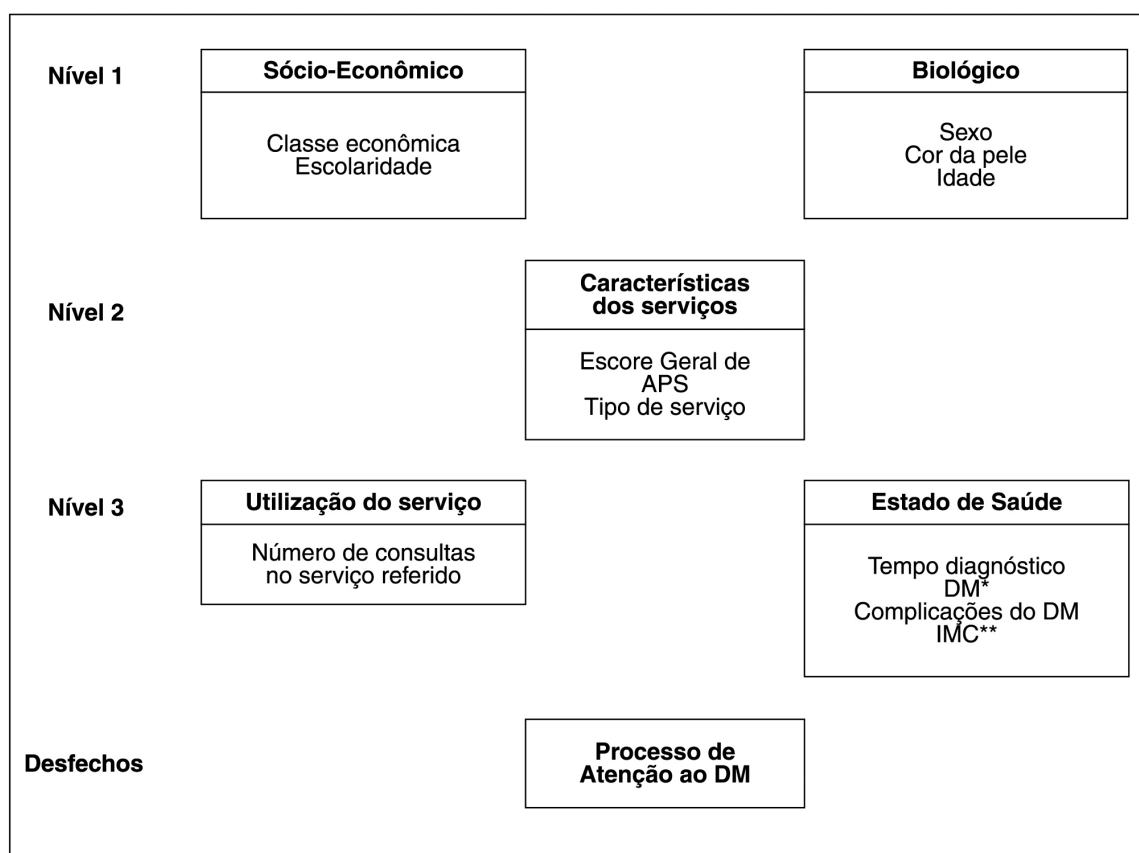 Nível 1
Sócio-Econômico
Classe econômica
Escolaridade
Biológico
Sexo
Cor da pele
Idade
Nível 2
Características
dos serviços
Escore Geral de
APS
Tipo de serviço
Nível 3
Utilização do serviço
Número de consultas
no serviço referido
Estado de Saúde
Tempo diagnóstico
DM*
Complicações do DM
IMC**
Desfechos
Processo de
Atenção ao DM